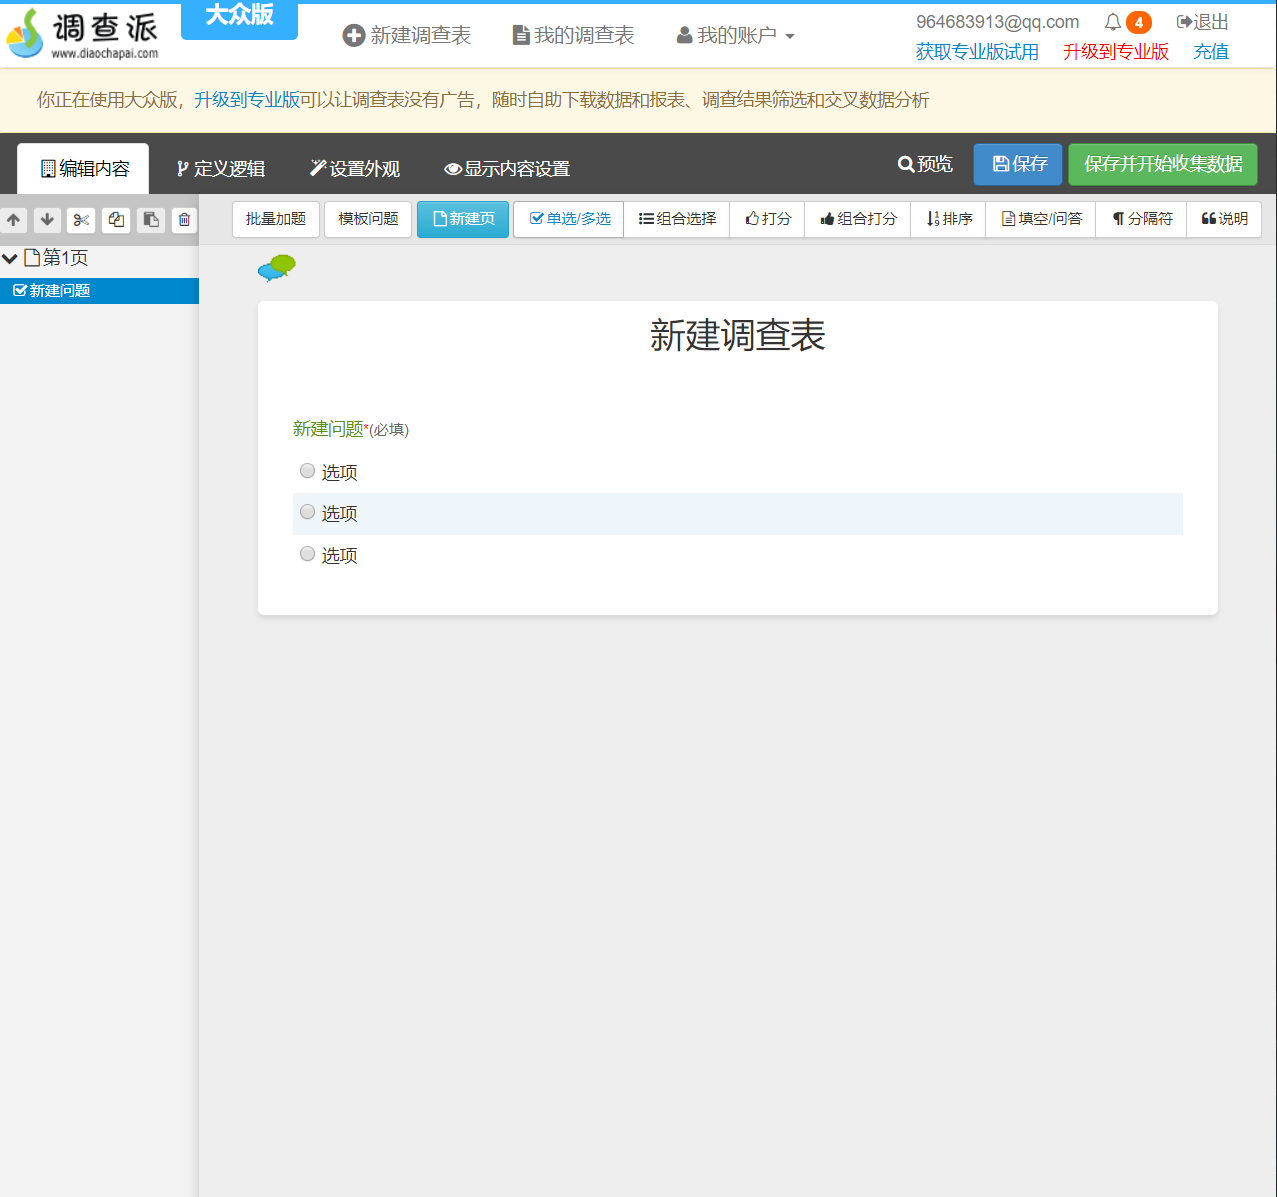 调查派
www.diaochapai.com
大众版
新建调查表 我的调查表 我的账户
964683913@qq.com 4 退出
获取专业版试用 升级到专业版 充值
你正在使用大众版，升级到专业版可以让调查表没有广告，随时自助下载数据和报表、调查结果筛选和交叉数据分析
编辑内容 定义逻辑 设置外观 显示内容设置 预览 保存 保存并开始收集数据
批量加题 模板问题 新建页 单选/多选 组合选择 打分 组合打分 排序 填空/问答 分隔符 说明
第1页
新建问题
新建调查表
新建问题*(必填)
选项
选项
选项